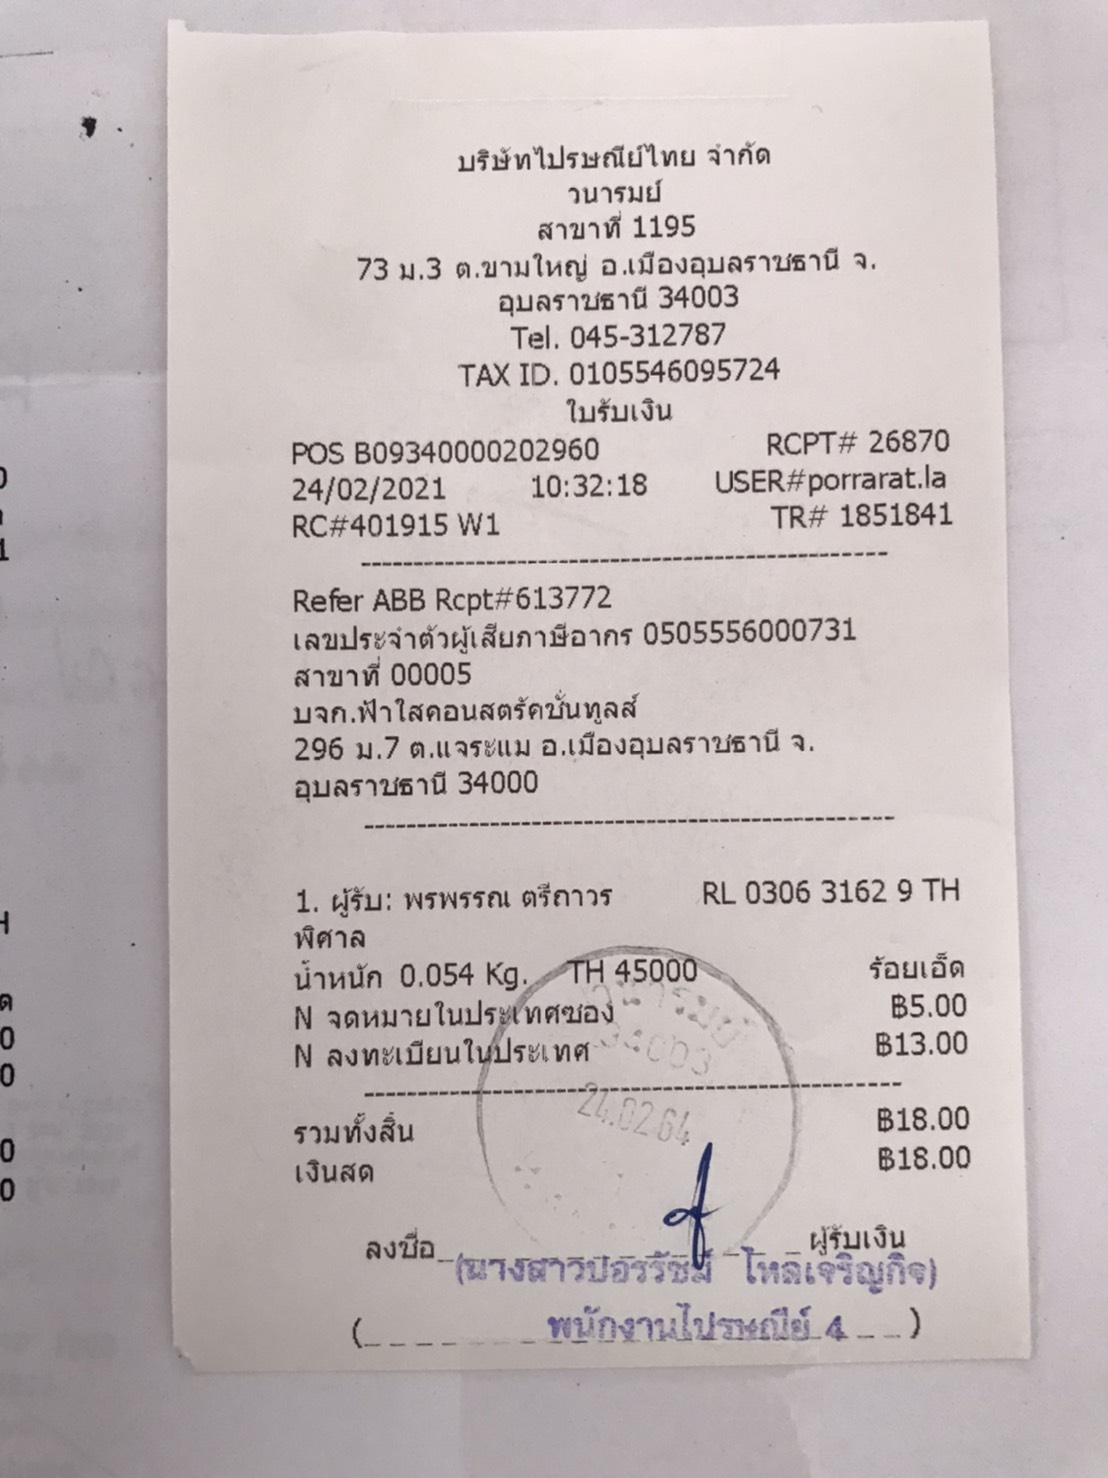 บริษัทไปรษณีย์ไทย จำกัด
วนารมย์
สาขาที่ 1195
73 ม.3 ต.ขามใหญ่ อ.เมืองอุบลราชธานี จ.
อุบลราชธานี 34003
Tel. 045-312787
TAX ID. 0105546095724
ใบรับเงิน
POS B09340000202960 RCPT# 26870
24/02/2021 10:32:18 USER#porrarat.la
RC#401915 W1 TR# 1851841
Refer ABB Rcpt#613772
เลขประจำตัวผู้เสียภาษีอากร 0505556000731
สาขาที่ 00005
บจก.ฟ้าใสคอนสตรัคชั่นทูลส์
296 ม.7 ต.แจระแม อ.เมืองอุบลราชธานี จ.
อุบลราชธานี 34000
1. ผู้รับ: พรพรรณ ตรีถาวร RL 0306 3162 9 TH
พิศาล
น้ำหนัก 0.054 Kg. TH 45000 ร้อยเอ็ด
N จดหมายในประเทศซอง ฿5.00
N ลงทะเบียนในประเทศ ฿13.00
วนารมย์
34003
24.02.64
รวมทั้งสิ้น ฿18.00
เงินสด ฿18.00
ลงชื่อ ผู้รับเงิน
(นางสาวปอรรัชม์ โหลเจริญกิจ)
พนักงานไปรษณีย์ 4